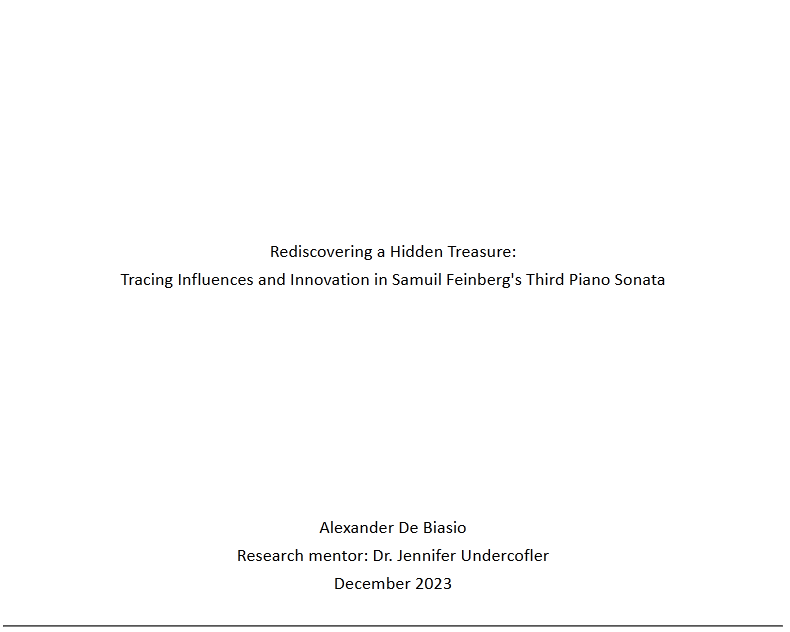 Rediscovering a Hidden Treasure:
Tracing Influences and Innovation in Samuil Feinberg's Third Piano Sonata
Alexander De Biasio
Research mentor: Dr. Jennifer Undercofler
December 2023